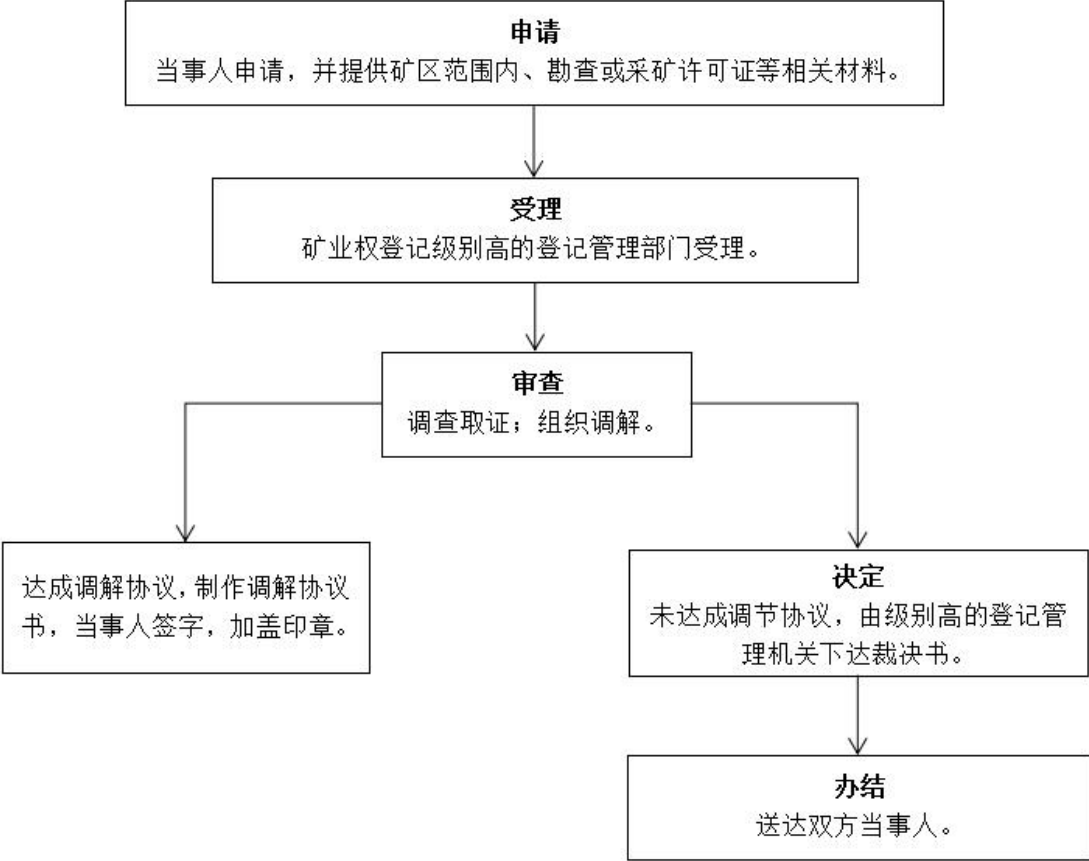 申请
当事人申请，并提供矿区范围内、勘查或采矿许可证等相关材料。
受理
矿业权登记级别高的登记管理部门受理。
审查
调查取证；组织调解。
达成调解协议，制作调解协议
书，当事人签字，加盖印章。
决定
未达成调节协议，由级别高的登记管
理机关下达裁决书。
办结
送达双方当事人。